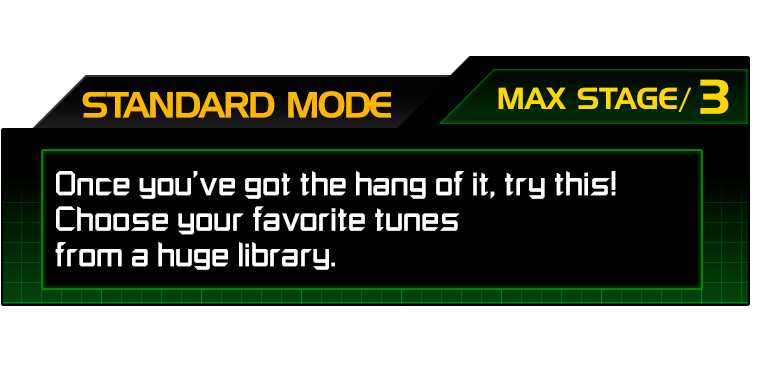 STANDARD MODE
MAX STAGE/3
Once you've got the hang of it, try this!
Choose your favorite tunes
from a huge library.